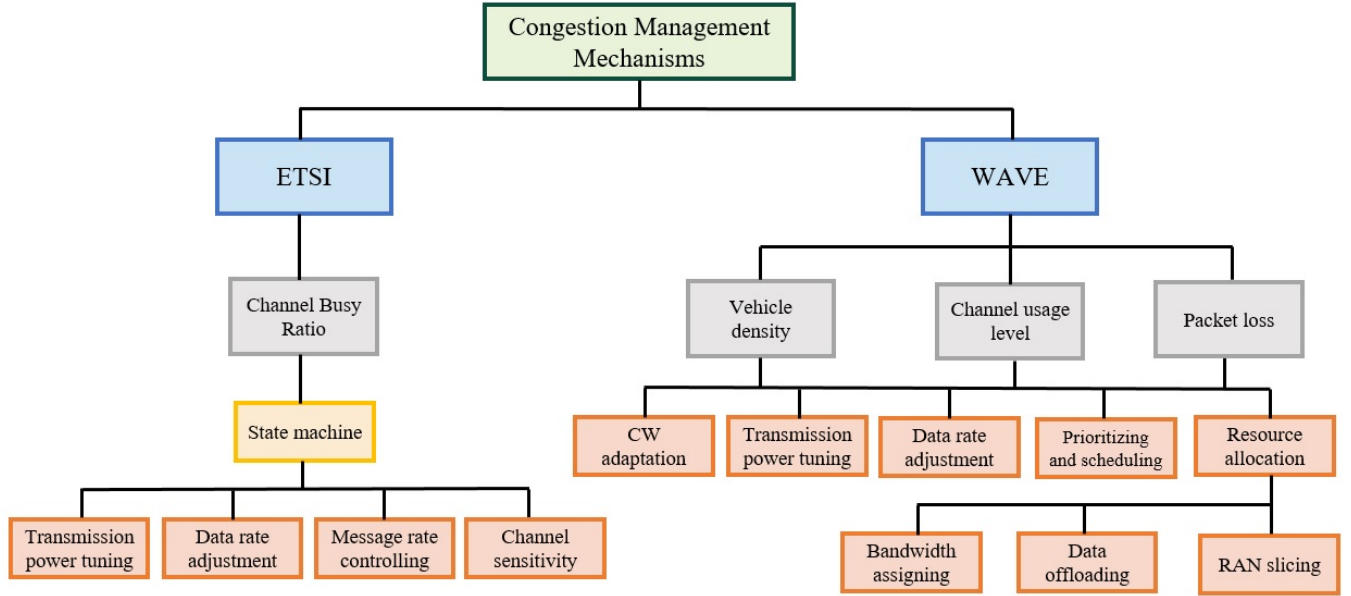 Congestion Management
Mechanisms
ETSI
WAVE
Channel Busy
Ratio
Vehicle
density
Channel usage
level
Packet loss
State machine
CW
adaptation
Transmission
power tuning
Data rate
adjustment
Prioritizing
and scheduling
Resource
allocation
Transmission
power tuning
Data rate
adjustment
Message rate
controlling
Channel
sensitivity
Bandwidth
assigning
Data
offloading
RAN slicing